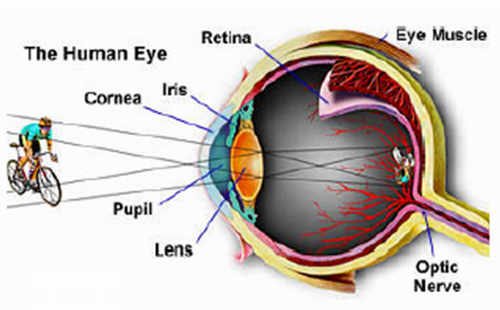 The Human Eye
Retina
Eye Muscle
Iris
Cornea
Pupil
Lens
Optic
Nerve